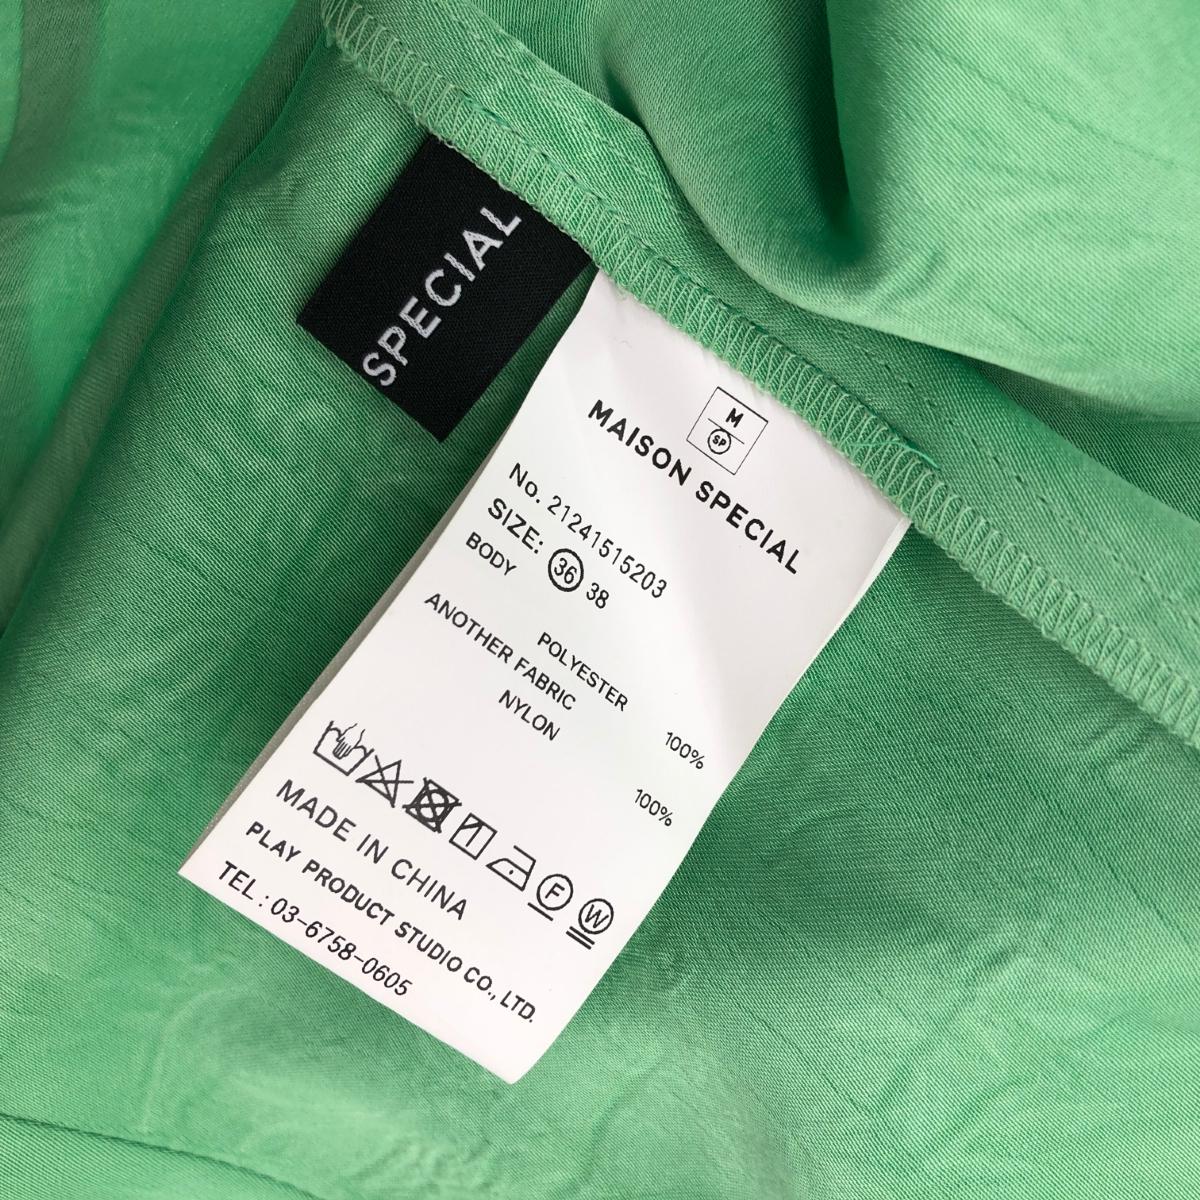 SPECIAL
M
SP
MAISON SPECIAL
No. 21241515203
SIZE: 36 38
BODY
POLYESTER 100%
ANOTHER FABRIC
NYLON 100%
F W
MADE IN CHINA
PLAY PRODUCT STUDIO CO., LTD.
TEL : 03-6758-0605